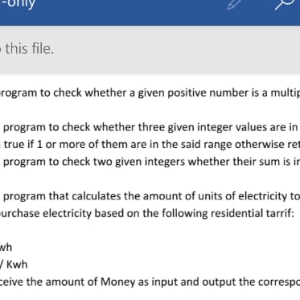 -only
this file.
rogram to check whether a given positive number is a multip
program to check whether three given integer values are in
true if 1 or more of them are in the said range otherwise ret
program to check two given integers whether their sum is i
program that calculates the amount of units of electricity to
urchase electricity based on the following residential tarrif:
wh
/ Kwh
ceive the amount of Money as input and output the correspo